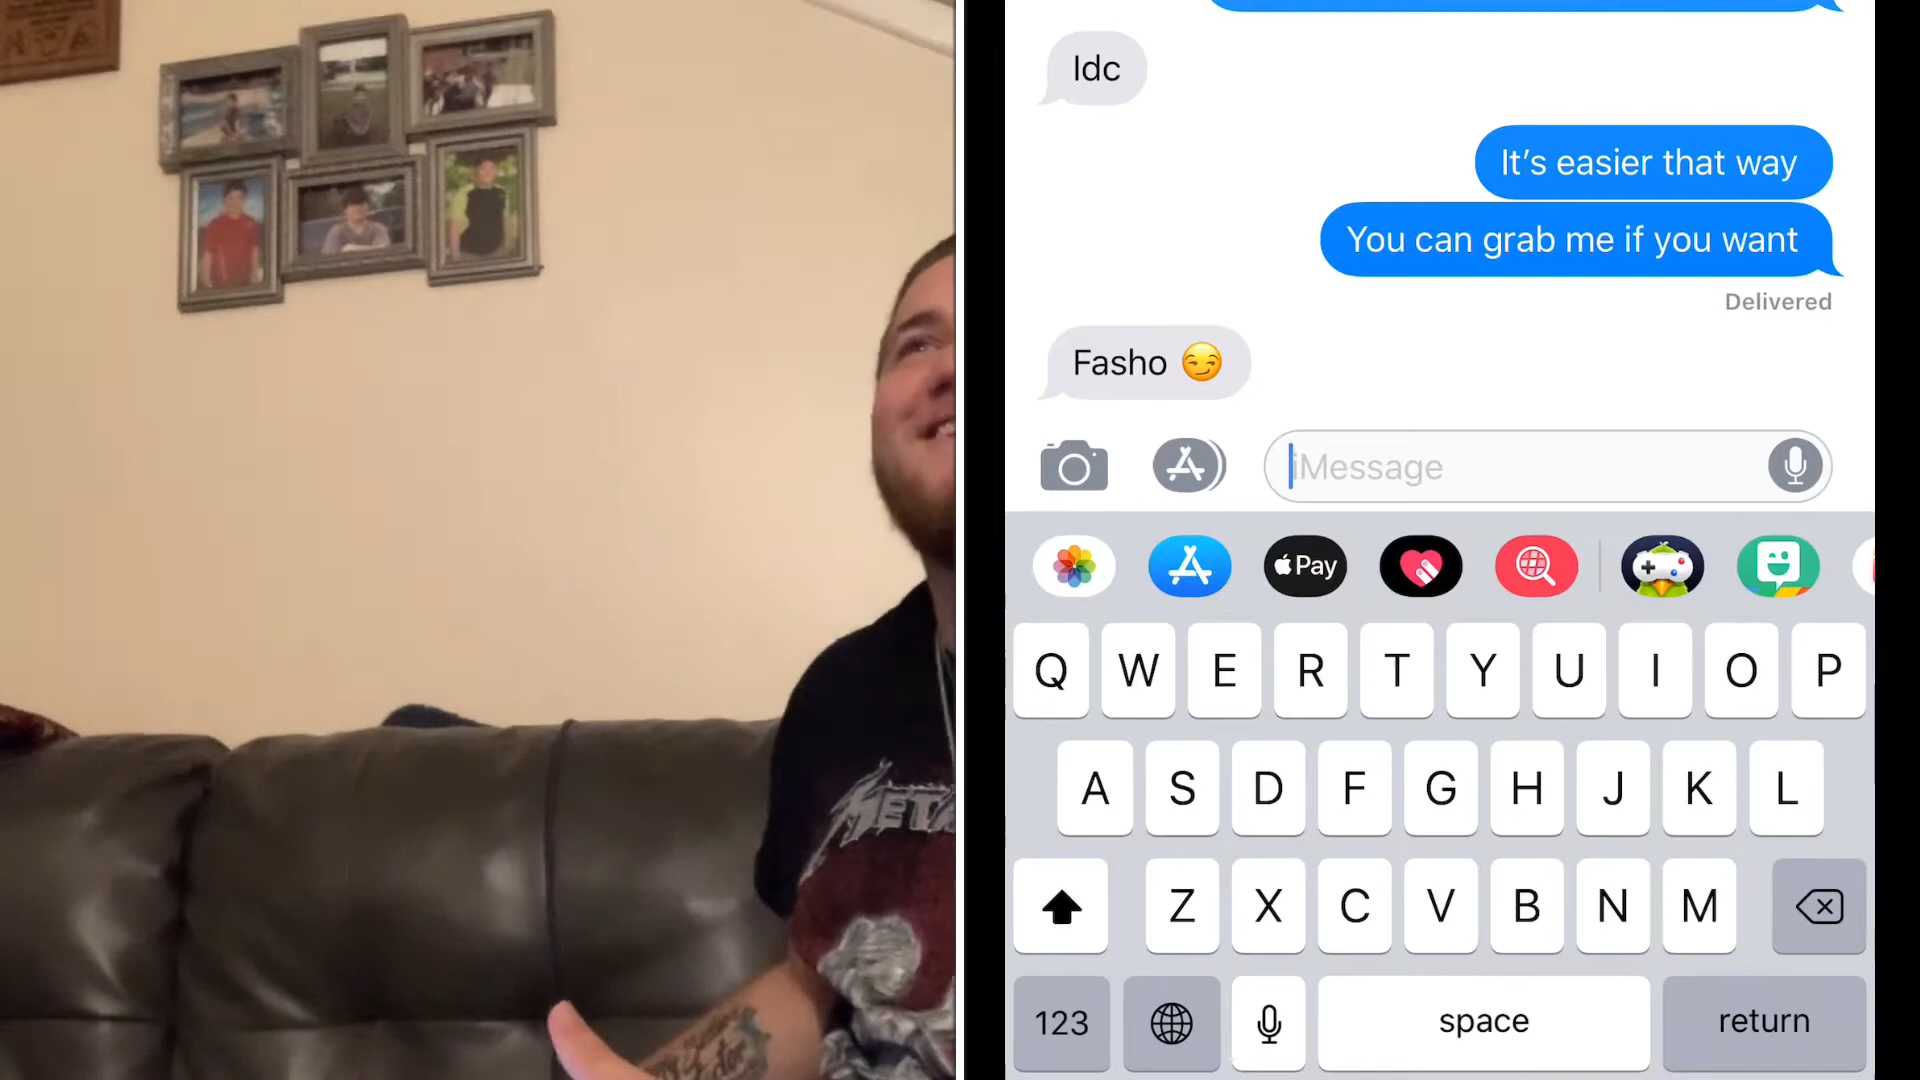 Idc
It's easier that way
You can grab me if you want
Delivered
Fasho 😏
iMessage
Pay
Q W E R T Y U I O P
A S D F G H J K L
Z X C V B N M
123
space
return